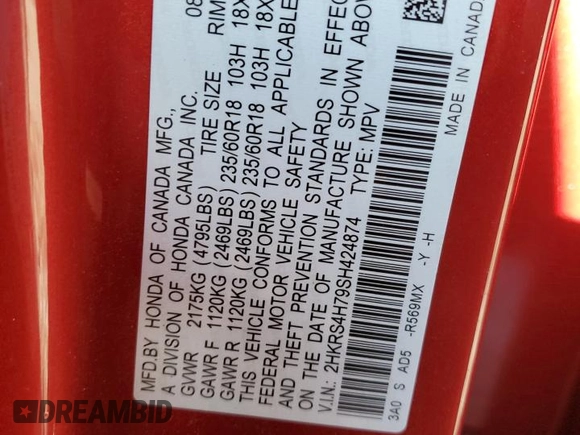 MFD.BY HONDA OF CANADA MFG., 08
A DIVISION OF HONDA CANADA INC.
GVWR 2175KG (4795LBS) TIRE SIZE RIM
GAWR F 1120KG (2469LBS) 235/60R18 103H 18X
GAWR R 1120KG (2469LBS) 235/60R18 103H 18X
THIS VEHICLE CONFORMS TO ALL APPLICABLE
FEDERAL MOTOR VEHICLE SAFETY
AND THEFT PREVENTION STANDARDS IN EFFEC
ON THE DATE OF MANUFACTURE SHOWN ABOV
V.I.N.: 2HKRS4H79SH424874 TYPE: MPV
3A0 S AD5 -R569MX -Y -H MADE IN CANADA
DREAMBID